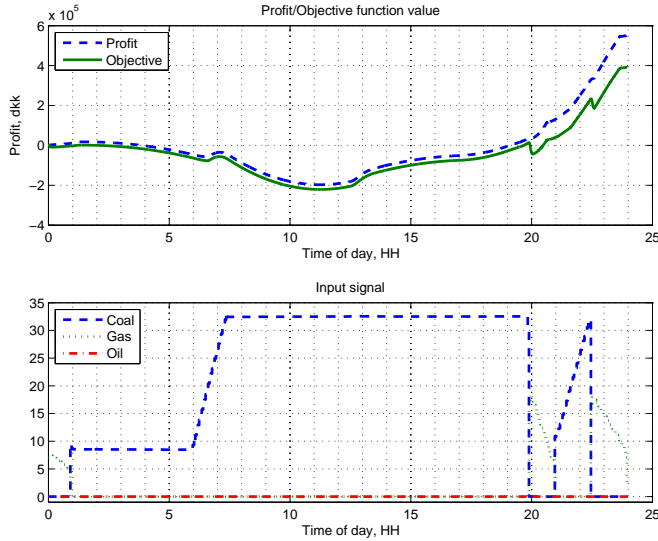 Profit/Objective function value
x 10^5
6
4
2
0
−2
−4
Profit, dkk
Profit
Objective
0 5 10 15 20 25
Time of day, HH
Input signal
35
30
25
20
15
10
5
0
Coal
Gas
Oil
0 5 10 15 20 25
Time of day, HH